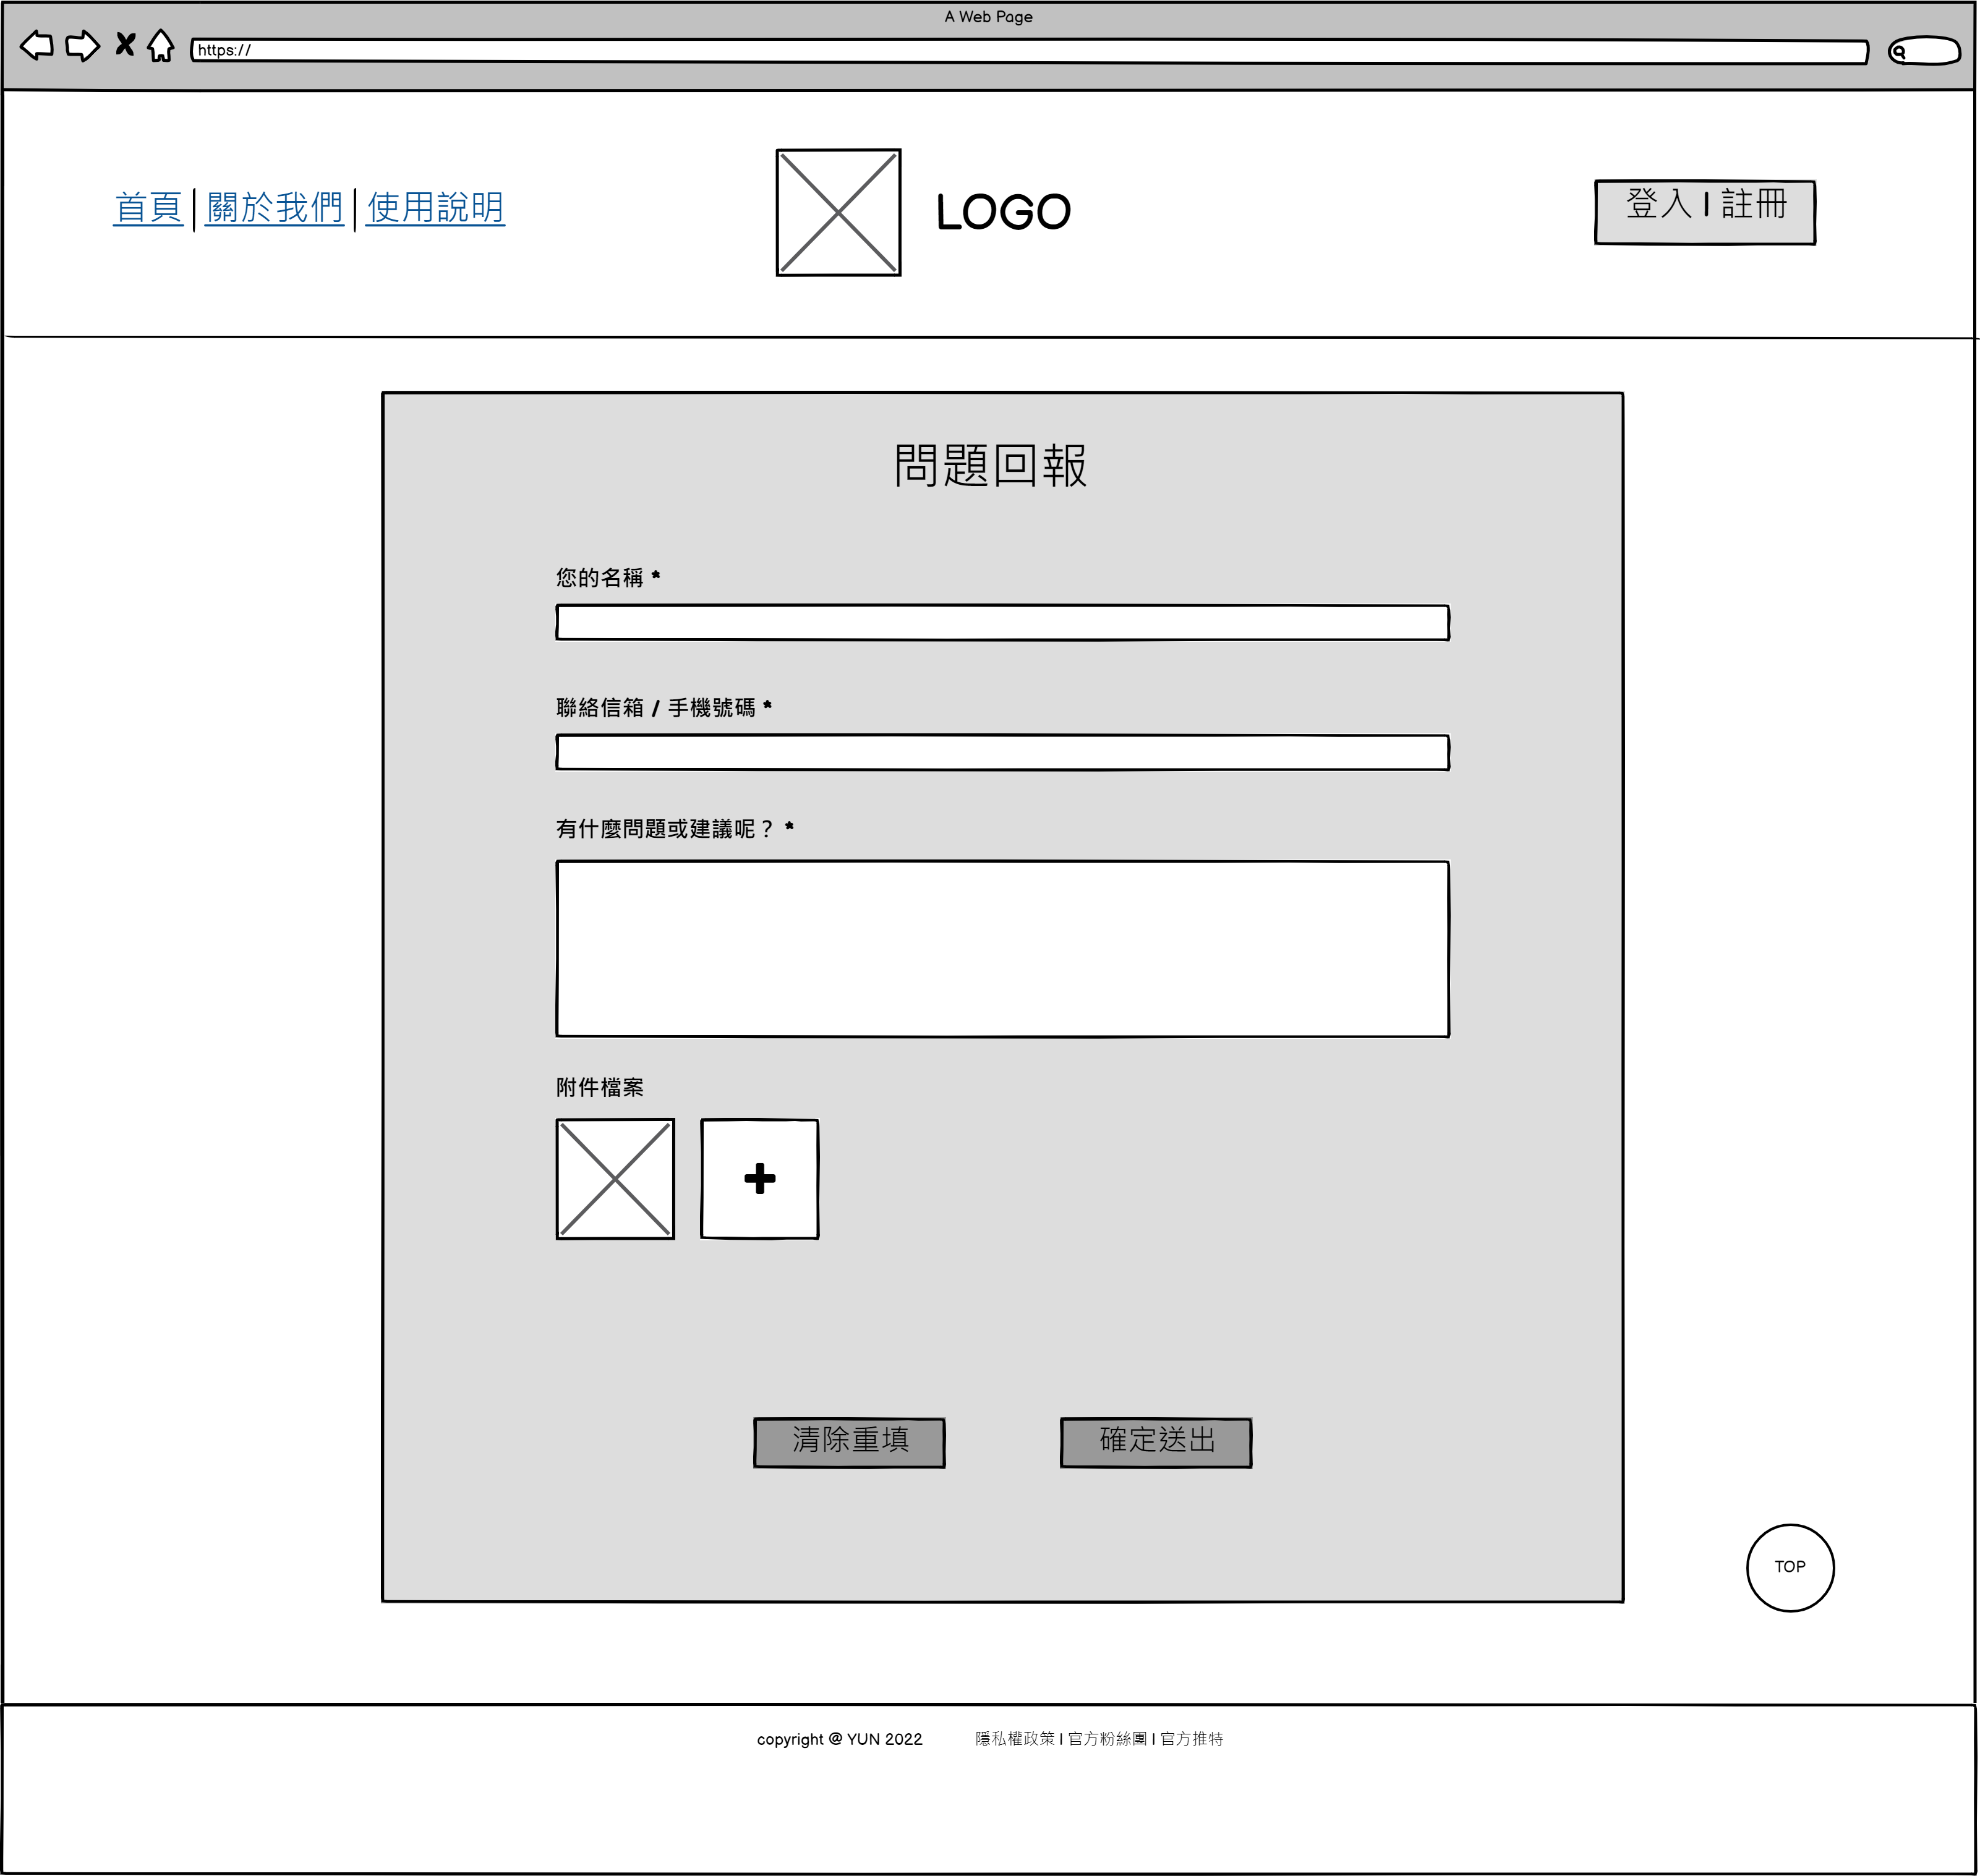 A Web Page
https://
首頁 | 關於我們 | 使用說明
LOGO
登入 | 註冊
問題回報
您的名稱 *
聯絡信箱 / 手機號碼 *
有什麼問題或建議呢？ *
附件檔案
清除重填
確定送出
TOP
copyright @ YUN 2022
隱私權政策 | 官方粉絲團 | 官方推特